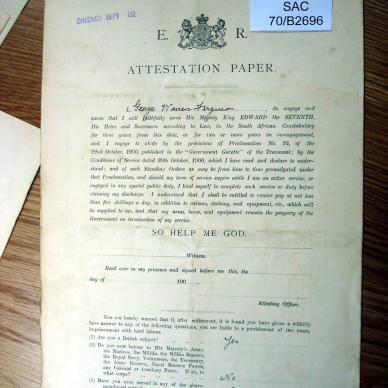 CHECKED SEPT 02
SAC
70/B2696
E. R.
ATTESTATION PAPER.
I, George Warren Ferguson, do engage and
swear that I will faithfully serve His Majesty King EDWARD the SEVENTH,
His Heirs and Successors according to Law, in the South African Constabulary
for three years from this date, or for two or more years on re-engagement,
and I engage to abide by the provisions of Proclamation No. 24, of the
22nd October, 1900, published in the "Government Gazette" of the Transvaal; by the
Conditions of Service dated 20th October, 1900, which I have read and declare to under-
stand; and of such Standing Orders as may be from time to time promulgated under
that Proclamation, and should my term of service expire whilst I am on active service, or
engaged in any special public duty, I bind myself to complete such service or duty before
claiming my discharge. I understand that I shall be entitled to receive pay at not less
than five shillings a day, in addition to rations, clothing, and equipment, etc., which will
be supplied to me, and that my arms, horse, and equipment remain the property of the
Government on termination of my service.
SO HELP ME GOD.
Witness.
Read over in my presence and signed before me this, the
day of 190
Attesting Officer.
You are hereby warned that if, after enlistment, it is found you have given a wilfully
false answer to any of the following questions, you are liable to a punishment of two years,
imprisonment with hard labour.
(1) Are you a British subject? Yes
(2) Do you now belong to His Majesty's Army,
the Marines, the Militia, the Militia Reserve,
the Royal Navy, Volunteers, the Yeomanry,
the Army Reserve, Naval Reserve Forces,
any Colonial or Auxiliary Force. If so, to
what corps? No
(3) Have you ever served in any of the above-